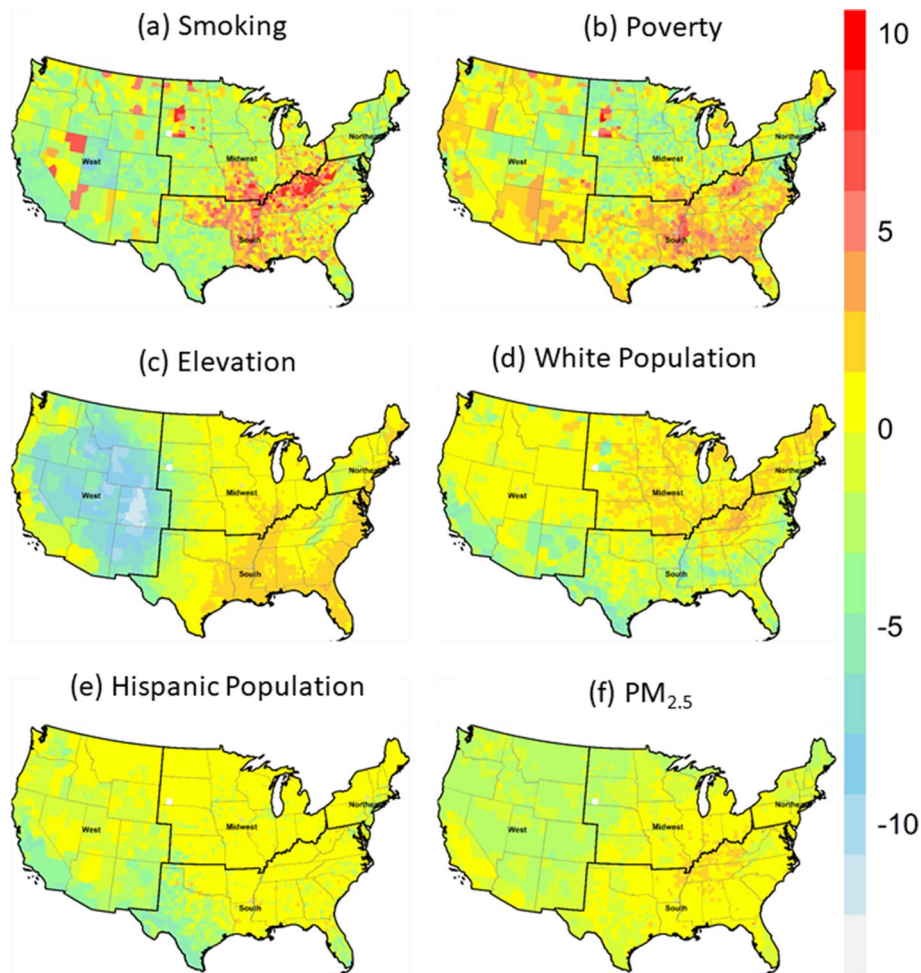 (a) Smoking
(b) Poverty
10
West
Midwest
Northeast
South
West
Midwest
Northeast
South
5
(c) Elevation
(d) White Population
0
West
Midwest
Northeast
South
West
Midwest
Northeast
South
-5
(e) Hispanic Population
(f) PM2.5
West
Midwest
Northeast
South
West
Midwest
Northeast
South
-10